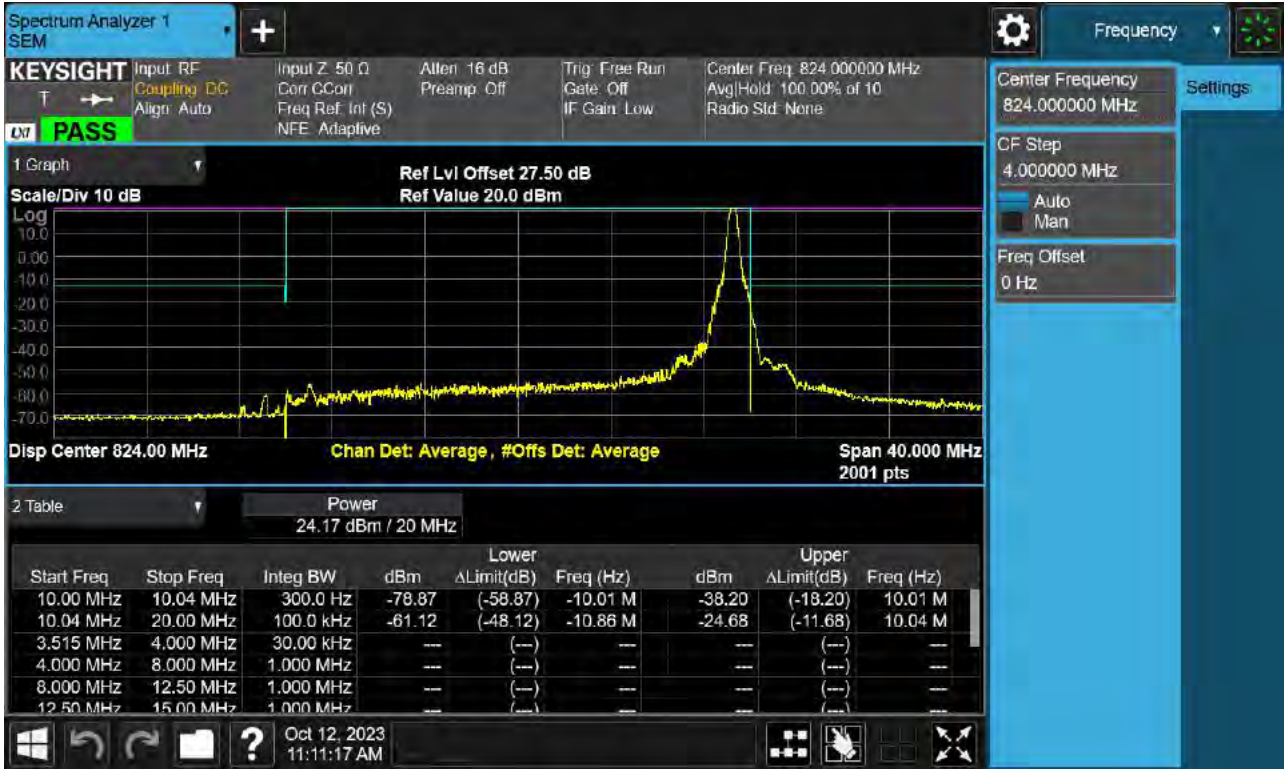 Spectrum Analyzer 1
SEM
+
Frequency
KEYSIGHT
Input: RF
Coupling: DC
Align: Auto
Input Z: 50 Ω
Corr CCorr
Freq Ref: Int (S)
NFE: Adaptive
Atten: 16 dB
Preamp: Off
Trig: Free Run
Gate: Off
IF Gain: Low
Center Freq: 824.000000 MHz
Avg|Hold: 100.00% of 10
Radio Std: None
T
LXI
PASS
Center Frequency
824.000000 MHz
Settings
CF Step
4.000000 MHz
Auto
Man
Freq Offset
0 Hz
1 Graph
Scale/Div 10 dB
Ref Lvl Offset 27.50 dB
Ref Value 20.0 dBm
Log
10.0
0.00
-10.0
-20.0
-30.0
-40.0
-50.0
-60.0
-70.0
Disp Center 824.00 MHz
Chan Det: Average , #Offs Det: Average
Span 40.000 MHz
2001 pts
2 Table
Power
24.17 dBm / 20 MHz
Lower Upper
Start Freq Stop Freq Integ BW dBm ΔLimit(dB) Freq (Hz) dBm ΔLimit(dB) Freq (Hz)
10.00 MHz 10.04 MHz 300.0 Hz -78.87 (-58.87) -10.01 M -38.20 (-18.20) 10.01 M
10.04 MHz 20.00 MHz 100.0 kHz -61.12 (-48.12) -10.86 M -24.68 (-11.68) 10.04 M
3.515 MHz 4.000 MHz 30.00 kHz --- (---) --- --- (---) ---
4.000 MHz 8.000 MHz 1.000 MHz --- (---) --- --- (---) ---
8.000 MHz 12.50 MHz 1.000 MHz --- (---) --- --- (---) ---
12.50 MHz 15.00 MHz 1.000 MHz --- (---) --- --- (---) ---
?
Oct 12, 2023
11:11:17 AM